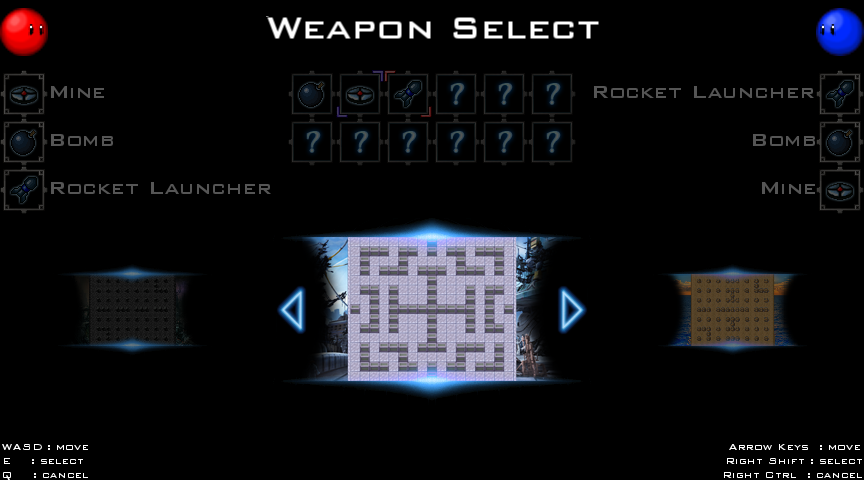 Weapon Select
Mine
Bomb
Rocket Launcher
? ? ?
? ? ? ? ? ?
Rocket Launcher
Bomb
Mine
WASD : move
E : select
Q : cancel
Arrow Keys : move
Right Shift : select
Right Ctrl : cancel